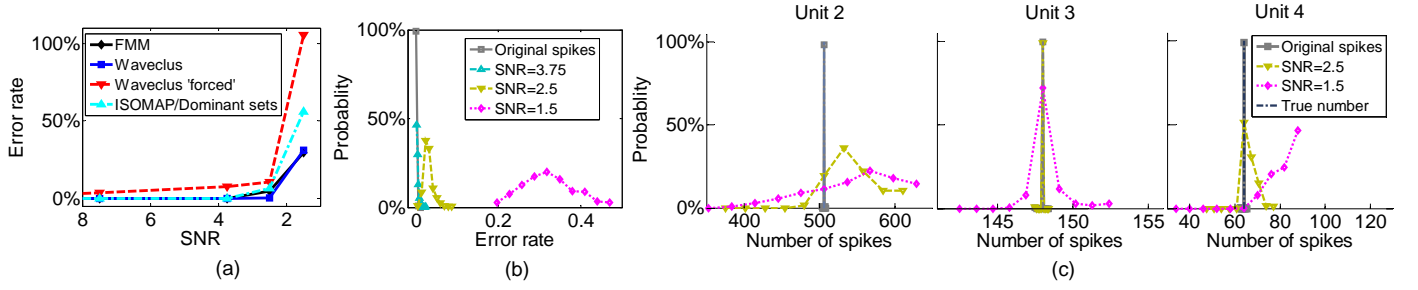 100%
50%
0%
Error rate
8
6
4
2
SNR
FMM
Waveclus
Waveclus 'forced'
ISOMAP/Dominant sets
(a)
100%
50%
0%
Probablity
0
0.2
0.4
Error rate
Original spikes
SNR=3.75
SNR=2.5
SNR=1.5
(b)
Unit 2
100%
50%
0%
Probablity
400
500
600
Number of spikes
Unit 3
145
150
155
Number of spikes
(c)
Unit 4
Original spikes
SNR=2.5
SNR=1.5
True number
40
60
80
100
120
Number of spikes